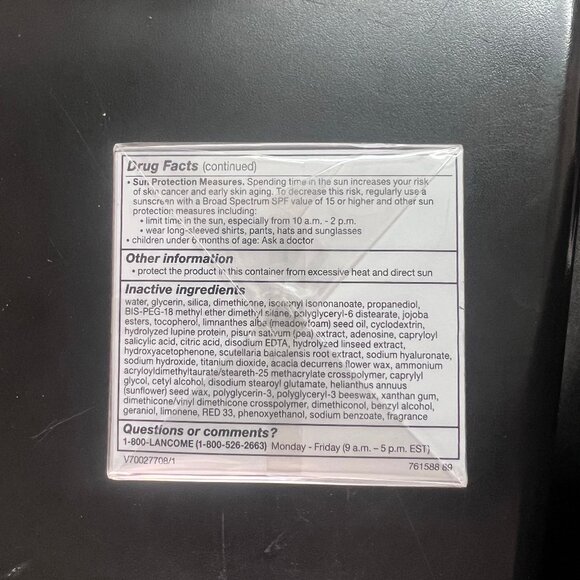 Drug Facts (continued)
• Sun Protection Measures. Spending time in the sun increases your risk
of skin cancer and early skin aging. To decrease this risk, regularly use a
sunscreen with a Broad Spectrum SPF value of 15 or higher and other sun
protection measures including:
• limit time in the sun, especially from 10 a.m. - 2 p.m.
• wear long-sleeved shirts, pants, hats and sunglasses
• children under 6 months of age: Ask a doctor
Other information
• protect the product in this container from excessive heat and direct sun
Inactive ingredients
water, glycerin, silica, dimethicone, isononyl isononanoate, propanediol,
BIS-PEG-18 methyl ether dimethyl silane, polyglyceryl-6 distearate, jojoba
esters, tocopherol, limnanthes alba (meadowfoam) seed oil, cyclodextrin,
hydrolyzed lupine protein, pisum sativum (pea) extract, adenosine, capryloyl
salicylic acid, citric acid, disodium EDTA, hydrolyzed linseed extract,
hydroxyacetophenone, scutellaria baicalensis root extract, sodium hyaluronate,
sodium hydroxide, titanium dioxide, acacia decurrens flower wax, ammonium
acryloyldimethyltaurate/steareth-25 methacrylate crosspolymer, caprylyl
glycol, cetyl alcohol, disodium stearoyl glutamate, helianthus annuus
(sunflower) seed wax, polyglycerin-3, polyglyceryl-3 beeswax, xanthan gum,
dimethicone/vinyl dimethicone crosspolymer, dimethiconol, benzyl alcohol,
geraniol, limonene, RED 33, phenoxyethanol, sodium benzoate, fragrance
Questions or comments?
1-800-LANCOME (1-800-526-2663) Monday - Friday (9 a.m. – 5 p.m. EST)
V70027708/1
761588 69